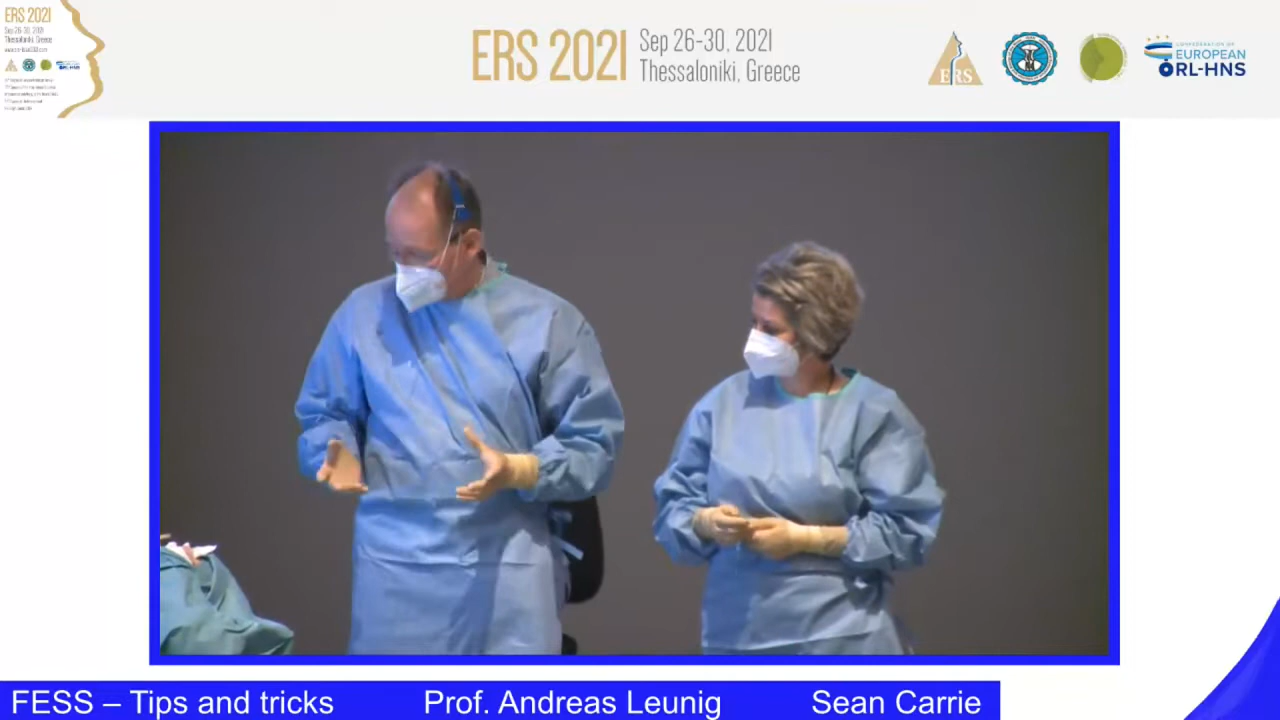 ERS 2021
Sep 26-30, 2021
Thessaloniki, Greece
ERS 2021
Sep 26-30, 2021
Thessaloniki, Greece
ERS
CONFEDERATION OF
EUROPEAN
ORL-HNS
FESS – Tips and tricks Prof. Andreas Leunig Sean Carrie